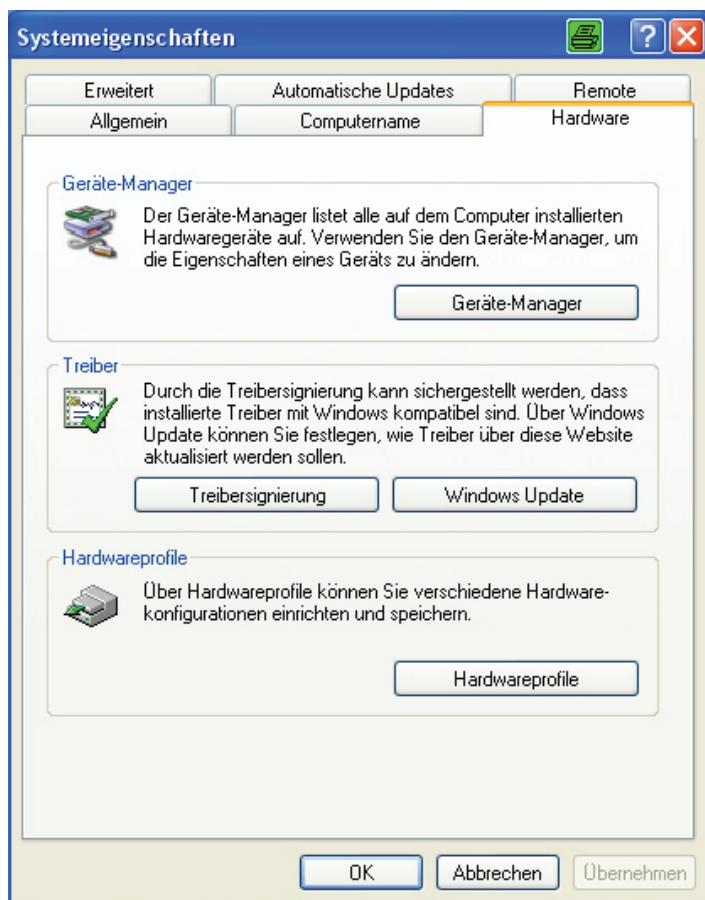 Systemeigenschaften
?
Erweitert
Automatische Updates
Remote
Allgemein
Computername
Hardware
Geräte-Manager
Der Geräte-Manager listet alle auf dem Computer installierten
Hardwaregeräte auf. Verwenden Sie den Geräte-Manager, um
die Eigenschaften eines Geräts zu ändern.
Geräte-Manager
Treiber
Durch die Treibersignierung kann sichergestellt werden, dass
installierte Treiber mit Windows kompatibel sind. Über Windows
Update können Sie festlegen, wie Treiber über diese Website
aktualisiert werden sollen.
Treibersignierung
Windows Update
Hardwareprofile
Über Hardwareprofile können Sie verschiedene Hardware-
konfigurationen einrichten und speichern.
Hardwareprofile
OK
Abbrechen
Übernehmen